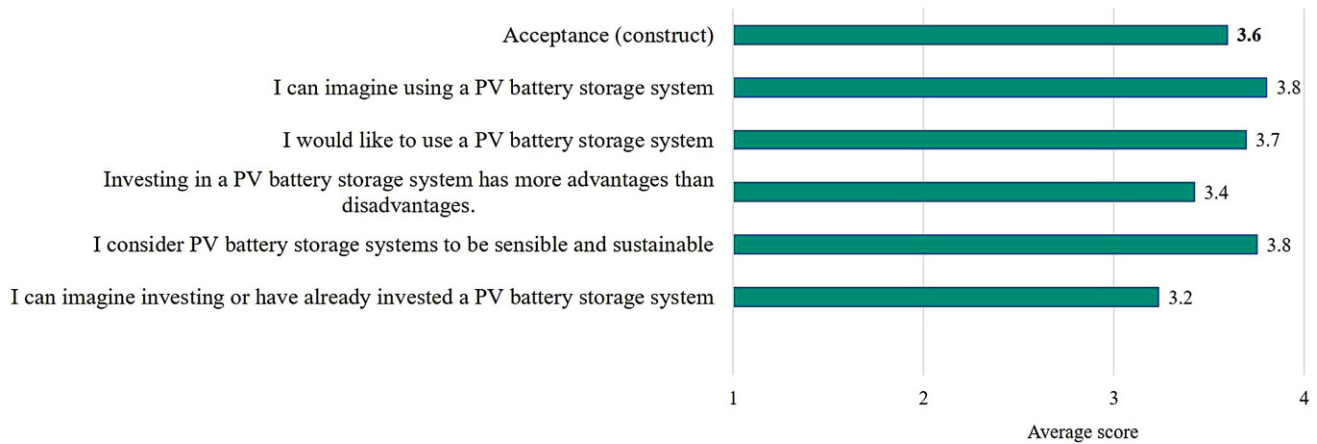 Acceptance (construct)
3.6
I can imagine using a PV battery storage system
3.8
I would like to use a PV battery storage system
3.7
Investing in a PV battery storage system has more advantages than
disadvantages.
3.4
I consider PV battery storage systems to be sensible and sustainable
3.8
I can imagine investing or have already invested a PV battery storage system
3.2
1 2 3 4
Average score